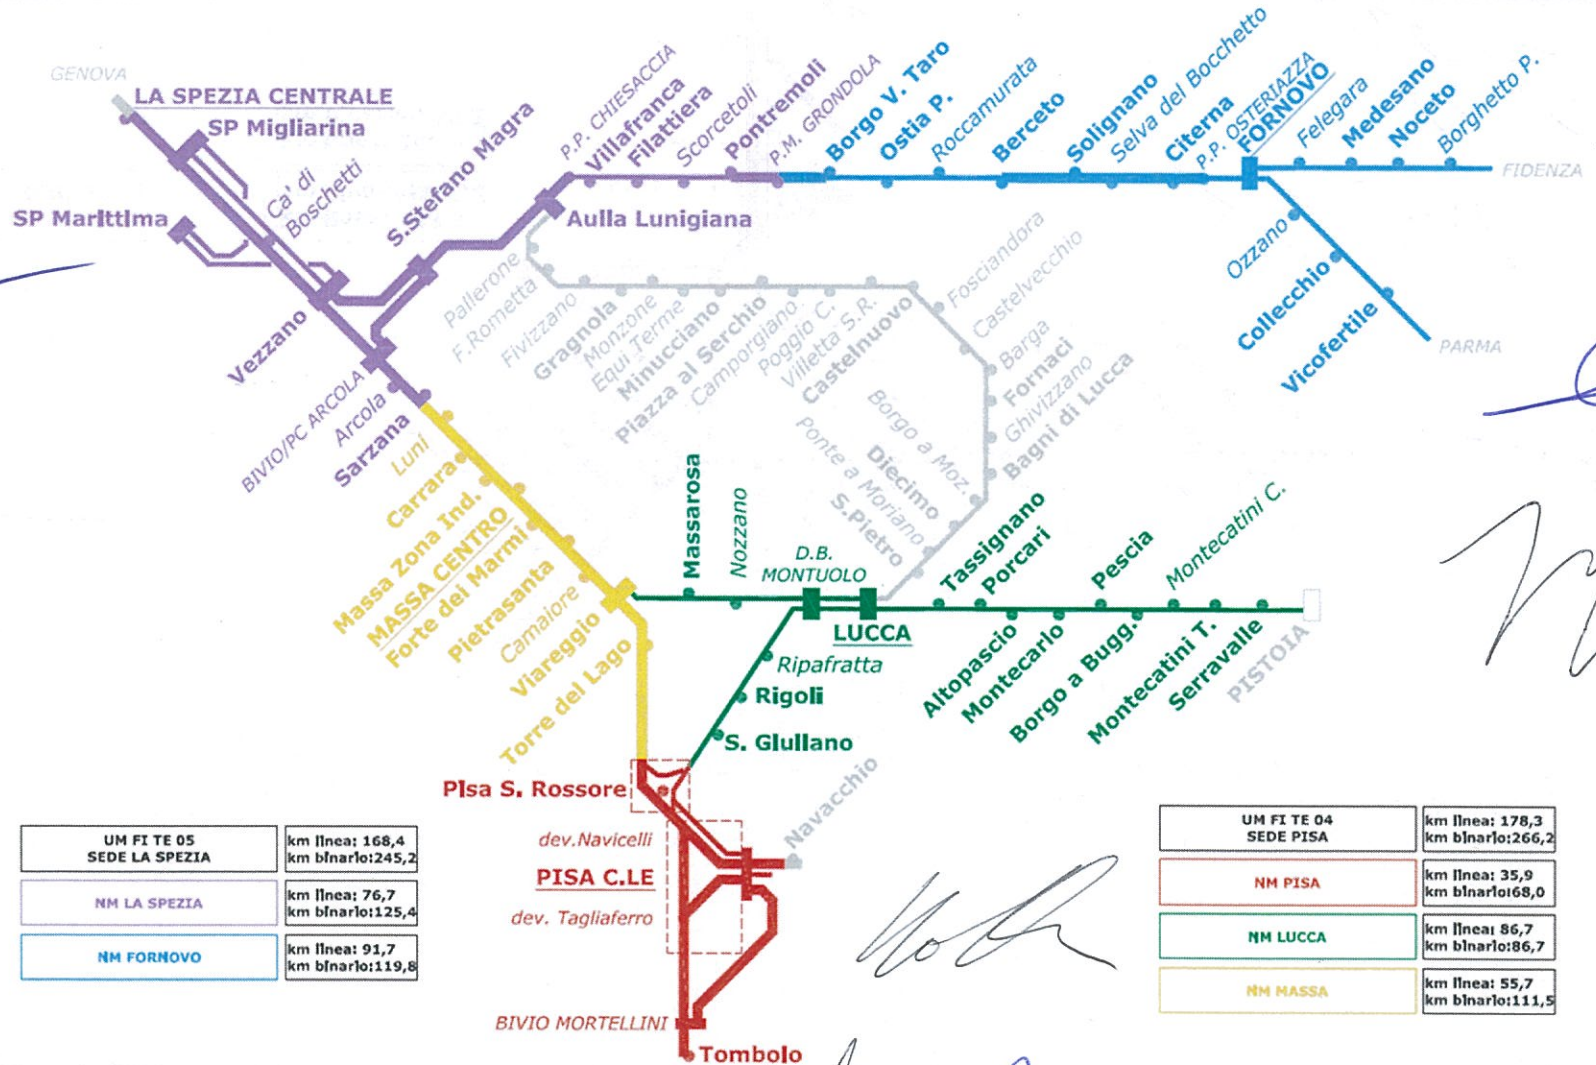 GENOVA
LA SPEZIA CENTRALE
SP Migliarina
Ca' di
Boschetti
SP Marittima
S.Stefano Magra
Vezzano
BIVIO/PC ARCOLA
Arcola
Sarzana
P.P. CHIESACCIA
Villafranca
Filattiera
Scorcetoli
Pontremoli
P.M. GRONDOLA
Aulla Lunigiana
Borgo V. Taro
Ostia P.
Roccamurata
Berceto
Solignano
Selva del Bocchetto
Citerna
P.P. OSTERIAZZA
FORNOVO
Felegara
Medesano
Noceto
Borghetto P.
FIDENZA
Ozzano
Collecchio
Vicofertile
PARMA
Pallerone
F.Rometta
Fivizzano
Gragnola
Monzone
Equi Terme
Minucciano
Piazza al Serchio
Camporgiano
Poggio C.
Villetta S.R.
Castelnuovo
Fosciandora
Castelvecchio
Barga
Fornaci
Ghivizzano
Bagni di Lucca
Borgo a Moz.
Diecimo
Ponte a Moriano
S.Pietro
Luni
Carrara
Massa Zona Ind.
MASSA CENTRO
Forte dei Marmi
Pietrasanta
Camaiore
Viareggio
Torre del Lago
Massarosa
Nozzano
D.B.
MONTUOLO
LUCCA
Tassignano
Porcari
Altopascio
Montecarlo
Pescia
Borgo a Bugg.
Montecatini C.
Montecatini T.
Serravalle
PISTOIA
Ripafratta
Rigoli
S. Giuliano
Pisa S. Rossore
Navacchio
dev.Navicelli
PISA C.LE
dev. Tagliaferro
BIVIO MORTELLINI
Tombolo
UM FI TE 05
SEDE LA SPEZIA
km linea: 168,4
km binario:245,2
NM LA SPEZIA
km linea: 76,7
km binario:125,4
NM FORNOVO
km linea: 91,7
km binario:119,8
UM FI TE 04
SEDE PISA
km linea: 178,3
km binario:266,2
NM PISA
km linea: 35,9
km binario:68,0
NM LUCCA
km linea: 86,7
km binario:86,7
NM MASSA
km linea: 55,7
km binario:111,5